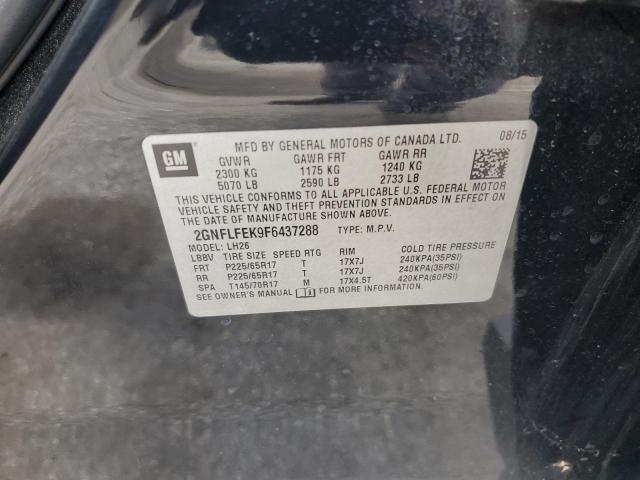 GM
MFD BY GENERAL MOTORS OF CANADA LTD. 08/15
GVWR GAWR FRT GAWR RR
2300 KG 1175 KG 1240 KG
5070 LB 2590 LB 2733 LB
THIS VEHICLE CONFORMS TO ALL APPLICABLE U.S. FEDERAL MOTOR
VEHICLE SAFETY AND THEFT PREVENTION STANDARDS IN EFFECT ON
THE DATE OF MANUFACTURE SHOWN ABOVE.
2GNFLFEK9F6437288 TYPE: M.P.V.
MODEL: LH26
LBBV TIRE SIZE SPEED RTG RIM COLD TIRE PRESSURE
FRT P225/65R17 T 17X7J 240KPA(35PSI)
RR P225/65R17 T 17X7J 240KPA(35PSI)
SPA T145/70R17 M 17X4.5T 420KPA(60PSI)
SEE OWNER'S MANUAL FOR MORE INFORMATION.